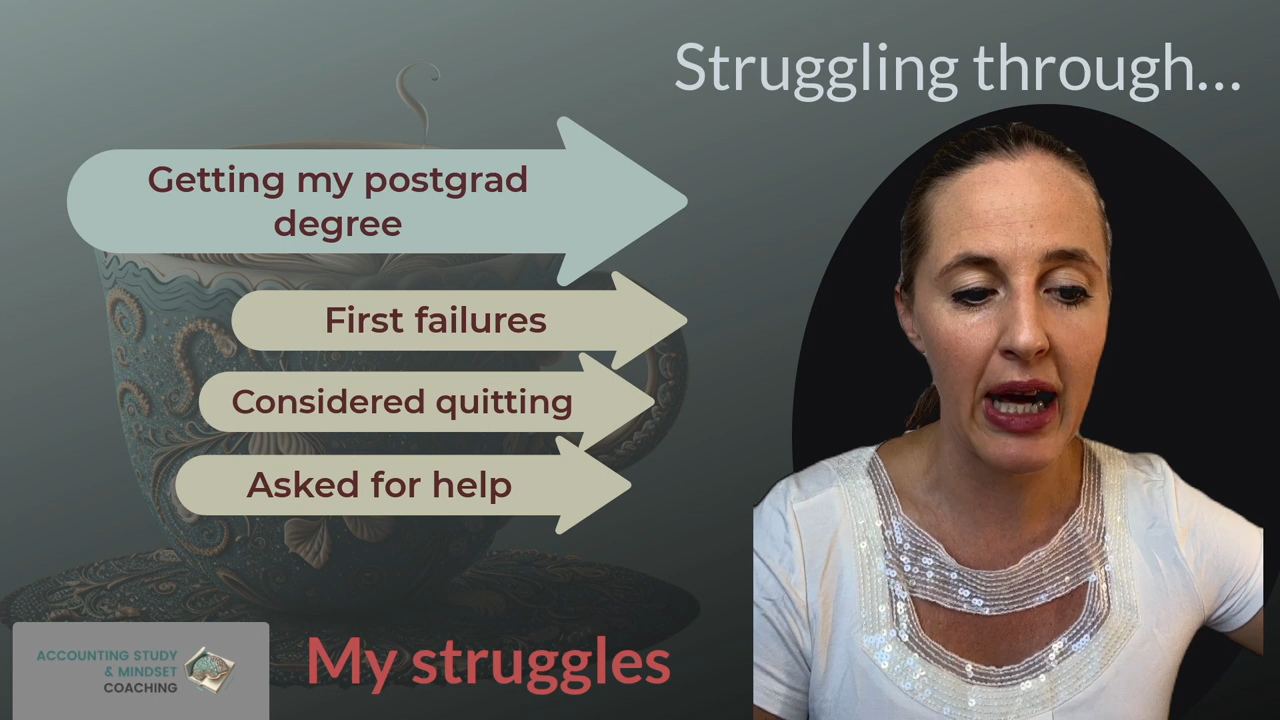 Struggling through...
Getting my postgrad
degree
First failures
Considered quitting
Asked for help
My struggles
ACCOUNTING STUDY
& MINDSET
COACHING